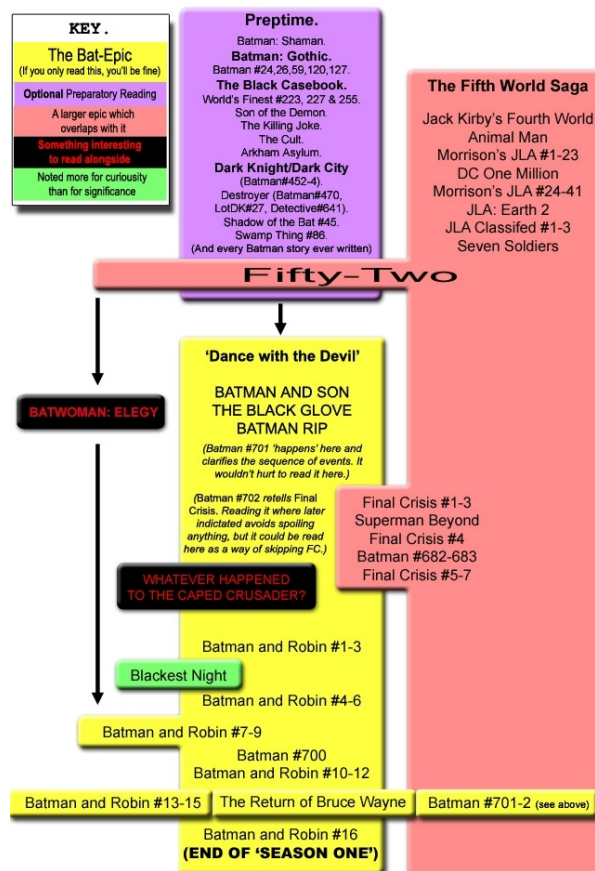 KEY.
The Bat-Epic
(If you only read this, you'll be fine)
Optional Preparatory Reading
A larger epic which
overlaps with it
Something interesting
to read alongside
Noted more for curiousity
than for significance
Preptime.
Batman: Shaman.
Batman: Gothic.
Batman #24,26,59,120,127.
The Black Casebook.
World's Finest #223, 227 & 255.
Son of the Demon.
The Killing Joke.
The Cult.
Arkham Asylum.
Dark Knight/Dark City
(Batman#452-4).
Destroyer (Batman#470,
LotDK#27, Detective#641).
Shadow of the Bat #45.
Swamp Thing #86.
(And every Batman story ever written)
The Fifth World Saga
Jack Kirby's Fourth World
Animal Man
Morrison's JLA #1-23
DC One Million
Morrison's JLA #24-41
JLA: Earth 2
JLA Classifed #1-3
Seven Soldiers
Fifty-Two
BATWOMAN: ELEGY
'Dance with the Devil'
BATMAN AND SON
THE BLACK GLOVE
BATMAN RIP
(Batman #701 'happens' here and
clarifies the sequence of events. It
wouldn't hurt to read it here.)
(Batman #702 retells Final
Crisis. Reading it where later
indictated avoids spoiling
anything, but it could be read
here as a way of skipping FC.)
Final Crisis #1-3
Superman Beyond
Final Crisis #4
Batman #682-683
Final Crisis #5-7
WHATEVER HAPPENED
TO THE CAPED CRUSADER?
Batman and Robin #1-3
Blackest Night
Batman and Robin #4-6
Batman and Robin #7-9
Batman #700
Batman and Robin #10-12
Batman and Robin #13-15
The Return of Bruce Wayne
Batman #701-2 (see above)
Batman and Robin #16
(END OF 'SEASON ONE')